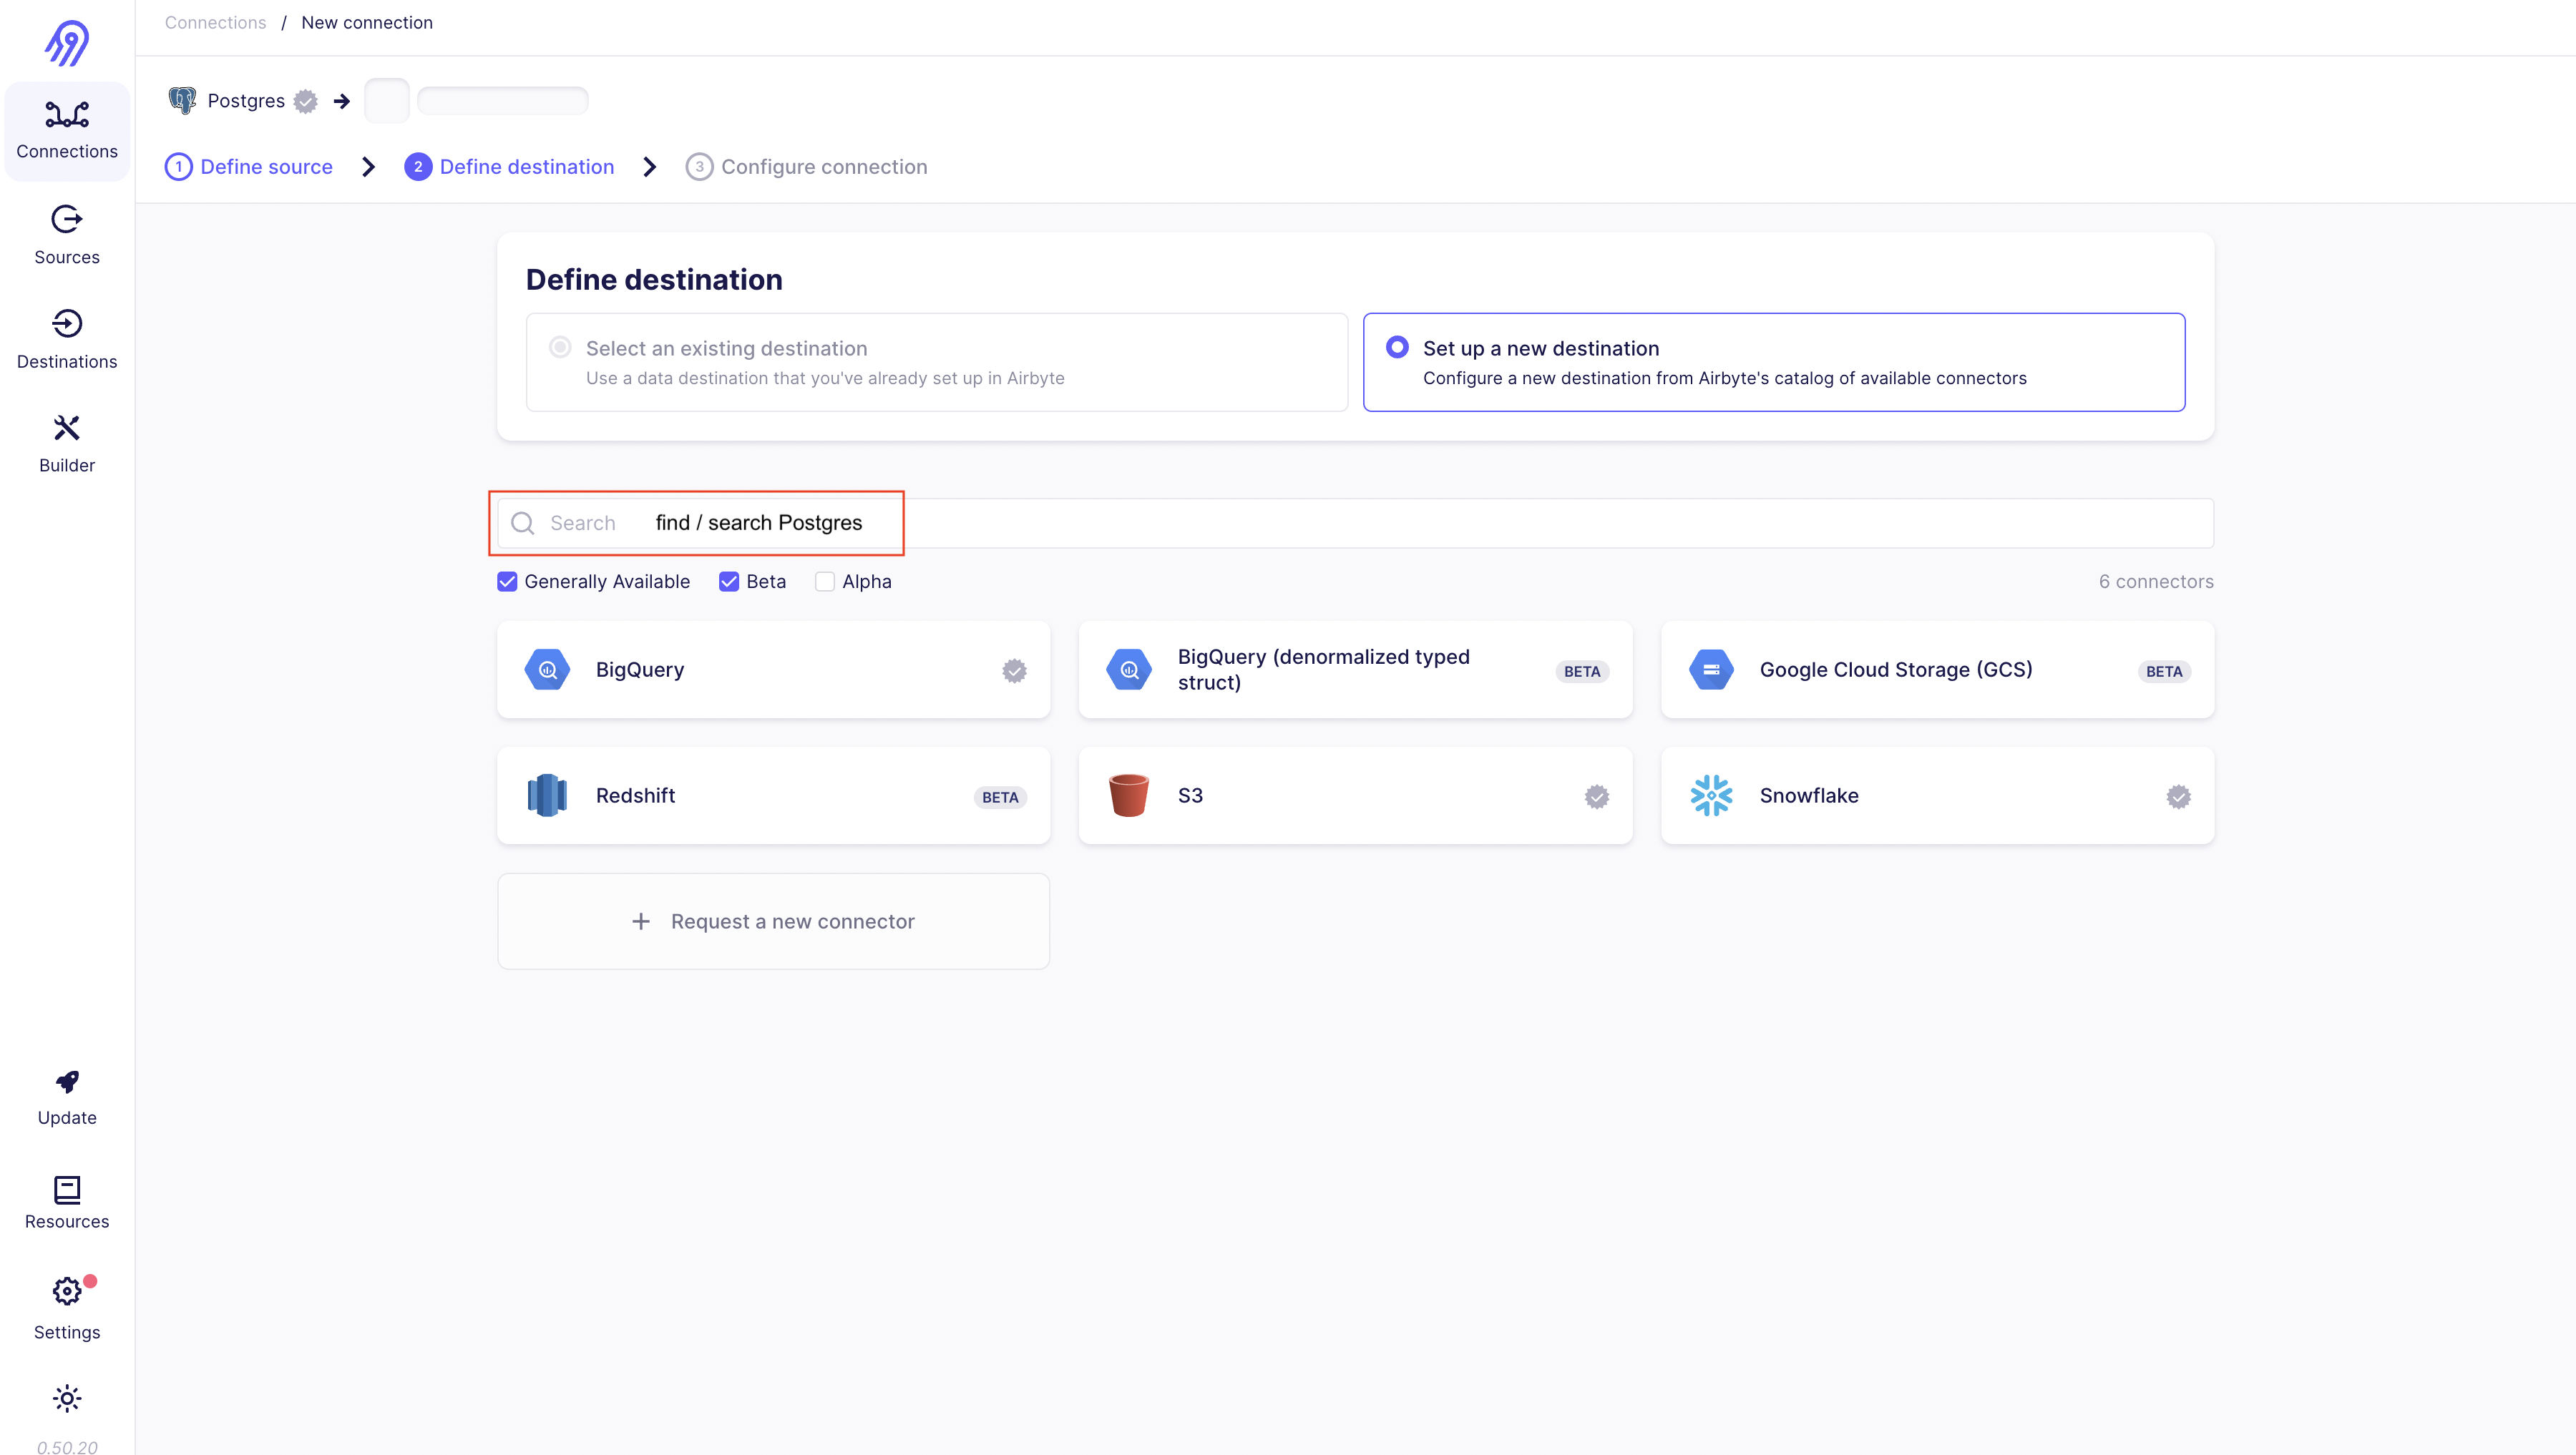 Connections / New connection
Postgres
1 Define source
2 Define destination
3 Configure connection
Connections
Sources
Destinations
Builder
Update
Resources
Settings
0.50.20
Define destination
Select an existing destination
Use a data destination that you've already set up in Airbyte
Set up a new destination
Configure a new destination from Airbyte's catalog of available connectors
Search find / search Postgres
Generally Available
Beta
Alpha
6 connectors
BigQuery
BigQuery (denormalized typed
struct)
BETA
Google Cloud Storage (GCS)
BETA
Redshift
BETA
S3
Snowflake
+ Request a new connector